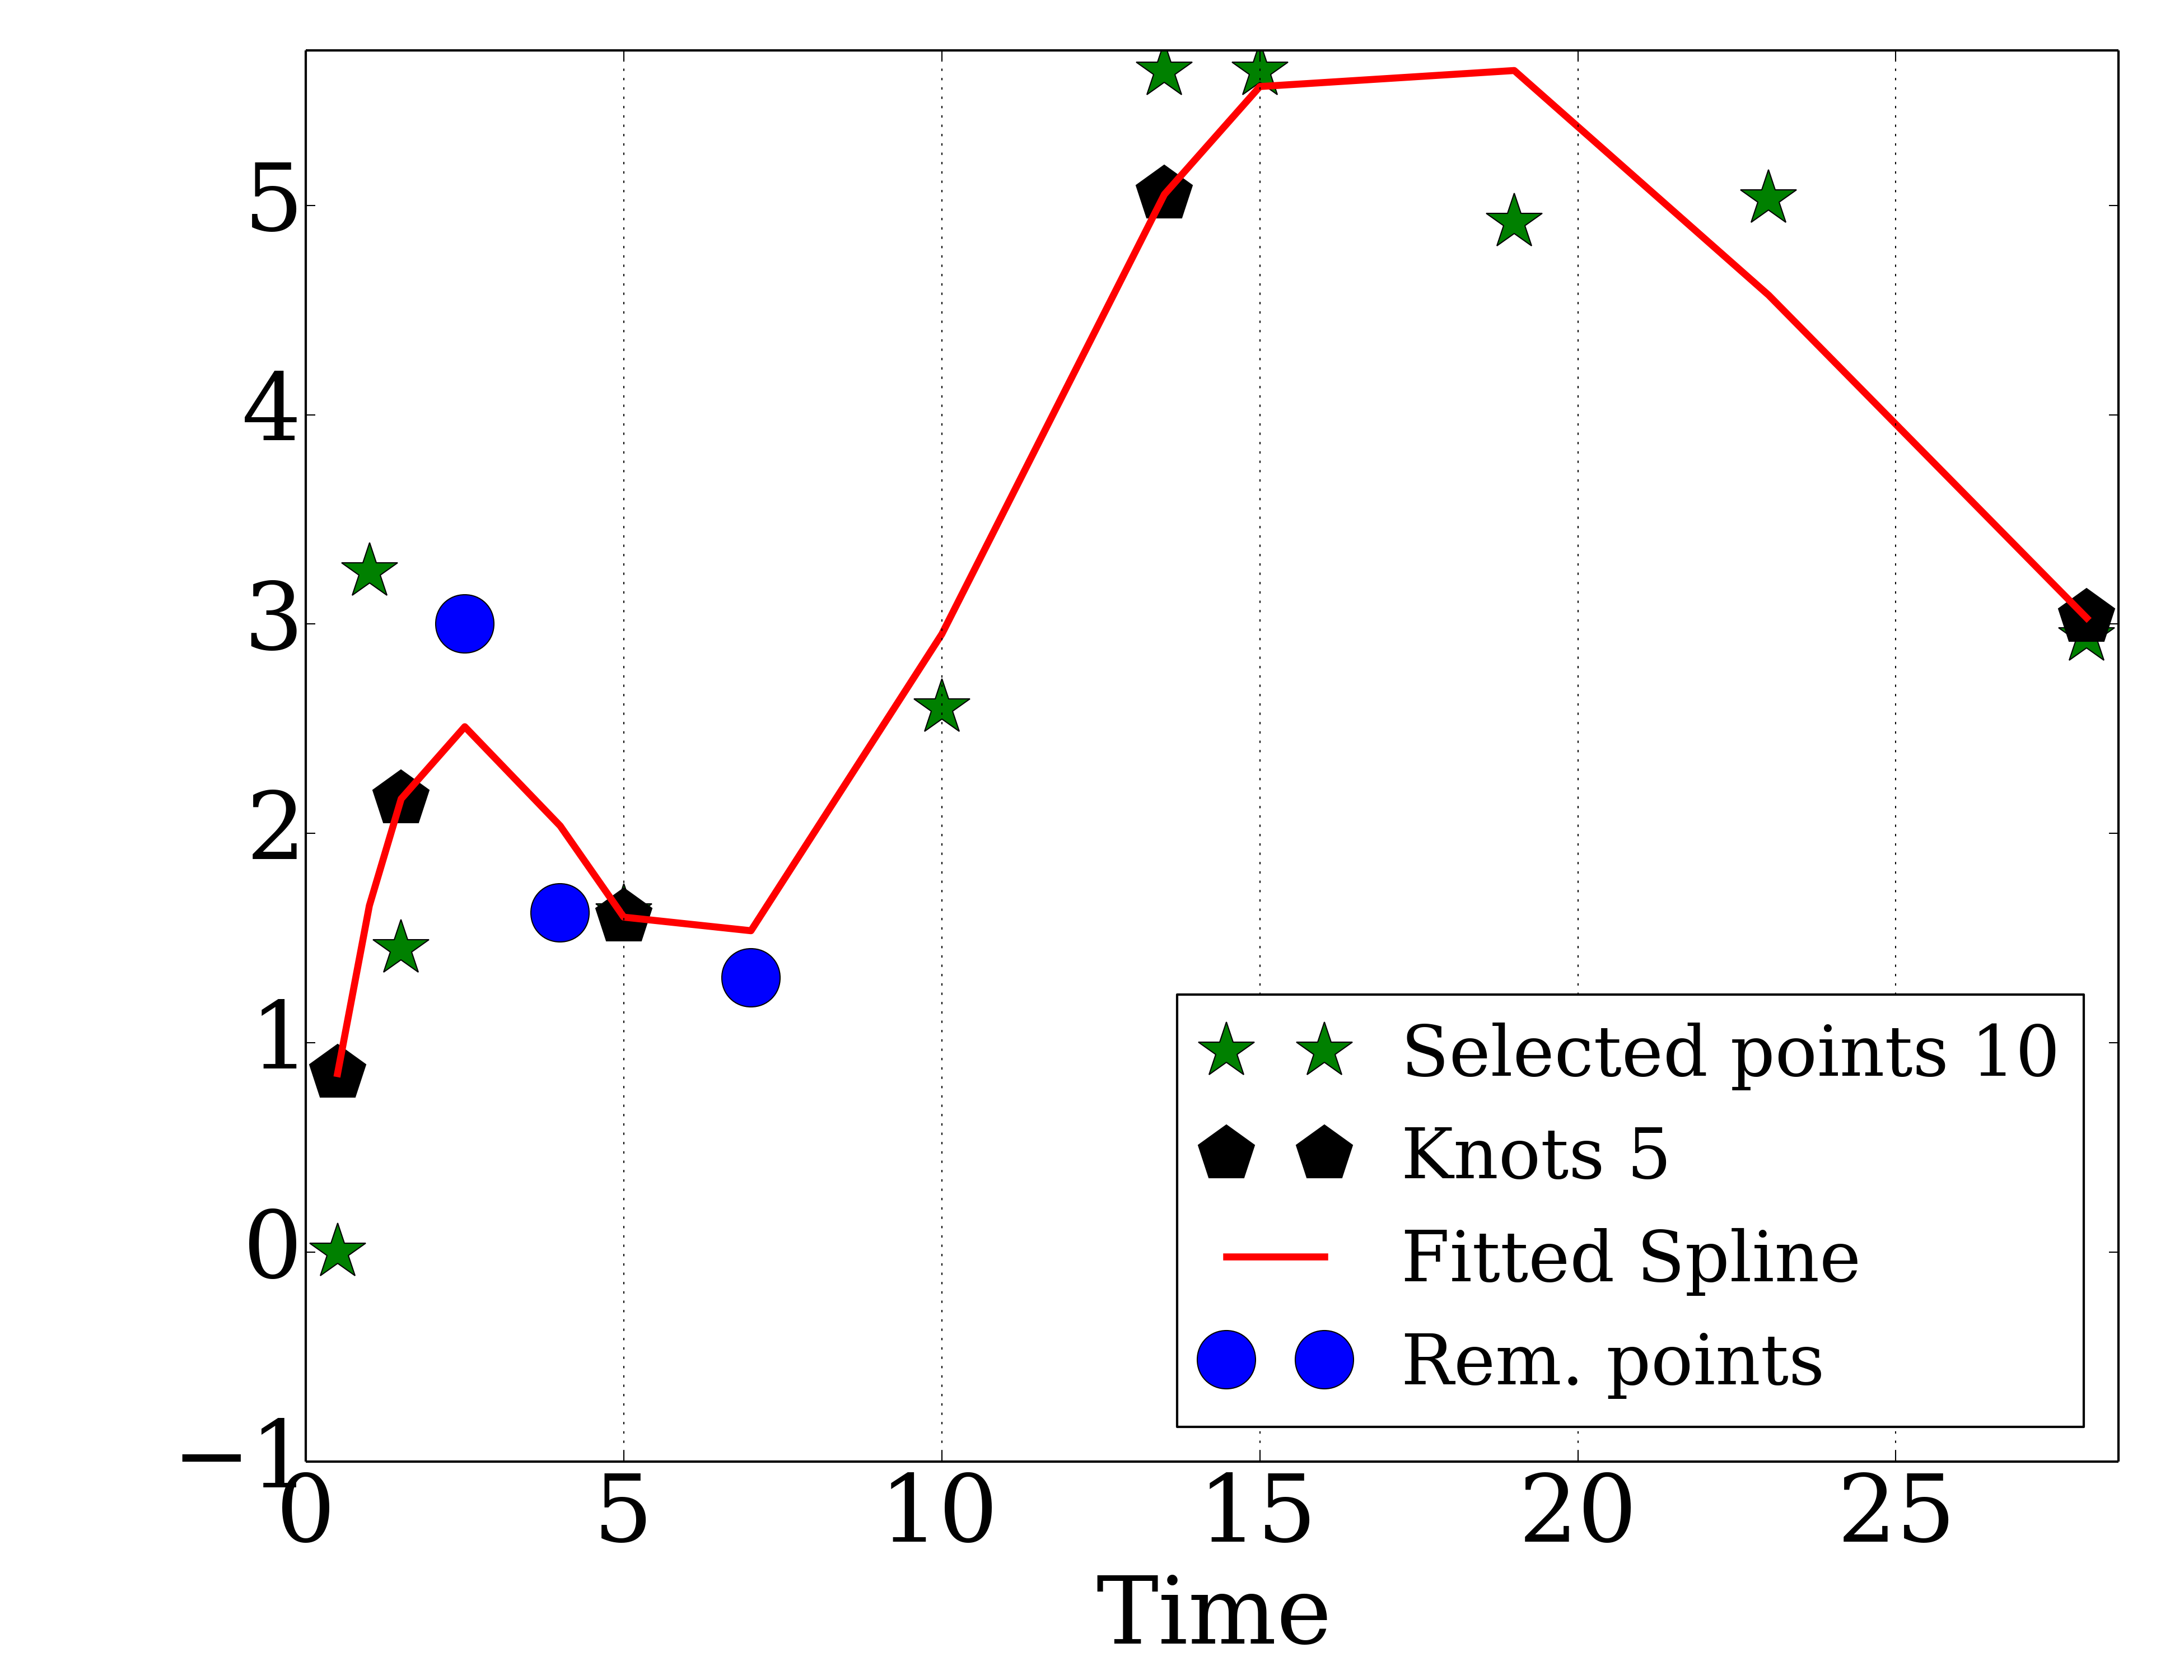 5
4
3
2
1
0
−1
0 5 10 15 20 25
Time
Selected points 10
Knots 5
Fitted Spline
Rem. points